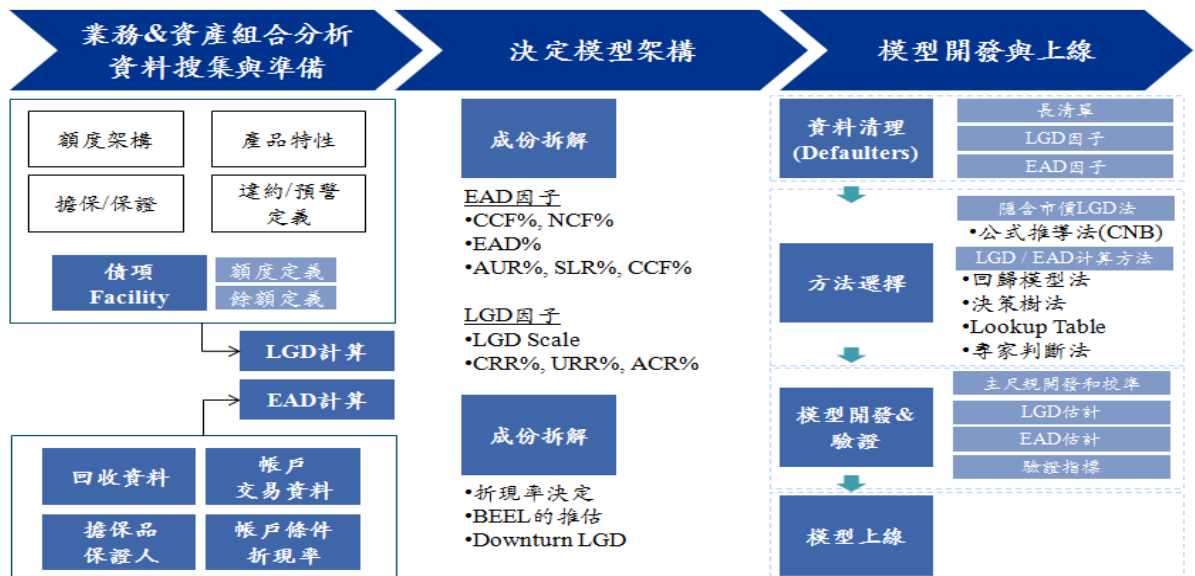 業務&資產組合分析
資料搜集與準備
決定模型架構
模型開發與上線
額度架構
產品特性
擔保/保證
違約/預警
定義
債項
Facility
額度定義
餘額定義
LGD計算
EAD計算
回收資料
帳戶
交易資料
擔保品
保證人
帳戶條件
折現率
成份拆解
EAD因子
•CCF%, NCF%
•EAD%
•AUR%, SLR%, CCF%
LGD因子
•LGD Scale
•CRR%, URR%, ACR%
成份拆解
•折現率決定
•BEEL的推估
•Downturn LGD
資料清理
(Defaulters)
長清單
LGD因子
EAD因子
方法選擇
隱含市價LGD法
•公式推導法(CNB)
LGD / EAD計算方法
•回歸模型法
•決策樹法
•Lookup Table
•專家判斷法
模型開發&
驗證
主尺規開發和校準
LGD估計
EAD估計
驗證指標
模型上線